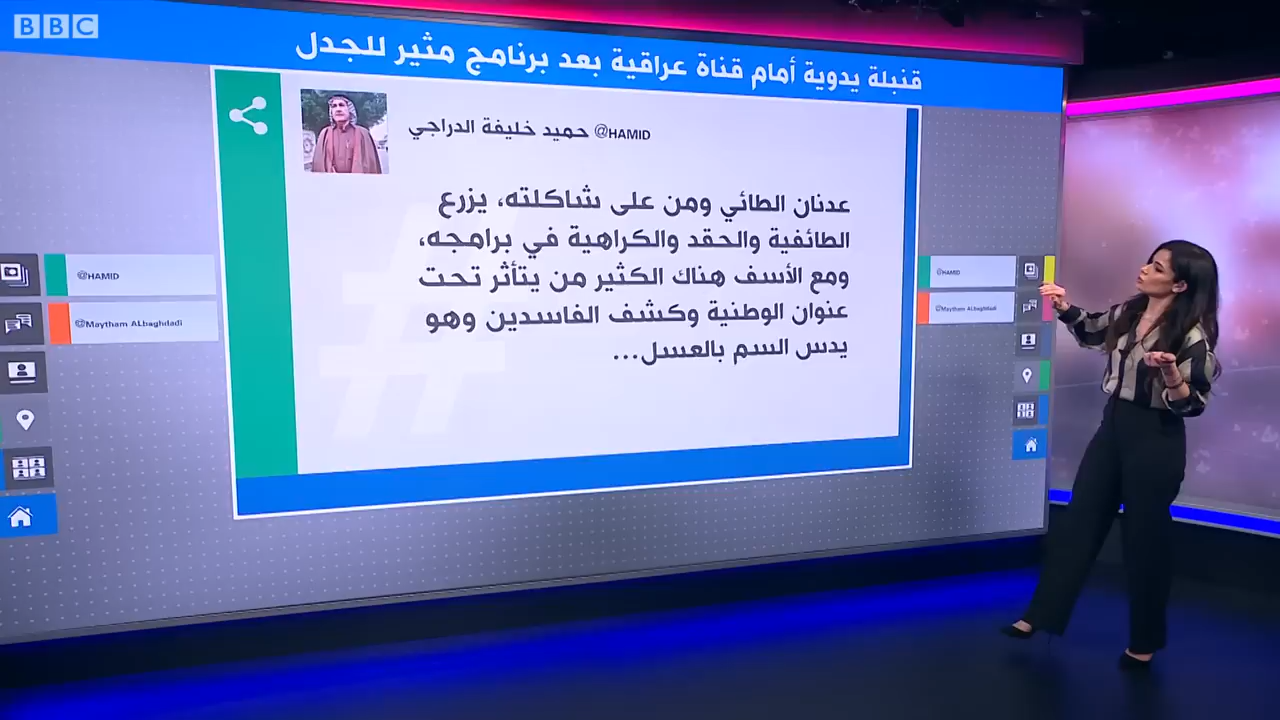 BBC
قنبلة يدوية أمام قناة عراقية بعد برنامج مثير للجدل
حميد خليفة الدراجي @HAMID
عدنان الطائي ومن على شاكلته، يزرع
الطائفية والحقد والكراهية في برامجه،
ومع الأسف هناك الكثير من يتأثر تحت
عنوان الوطنية وكشف الفاسدين وهو
يدس السم بالعسل...
@HAMID
@Maytham ALbaghdadi
@HAMID
@Maytham ALbaghdadi